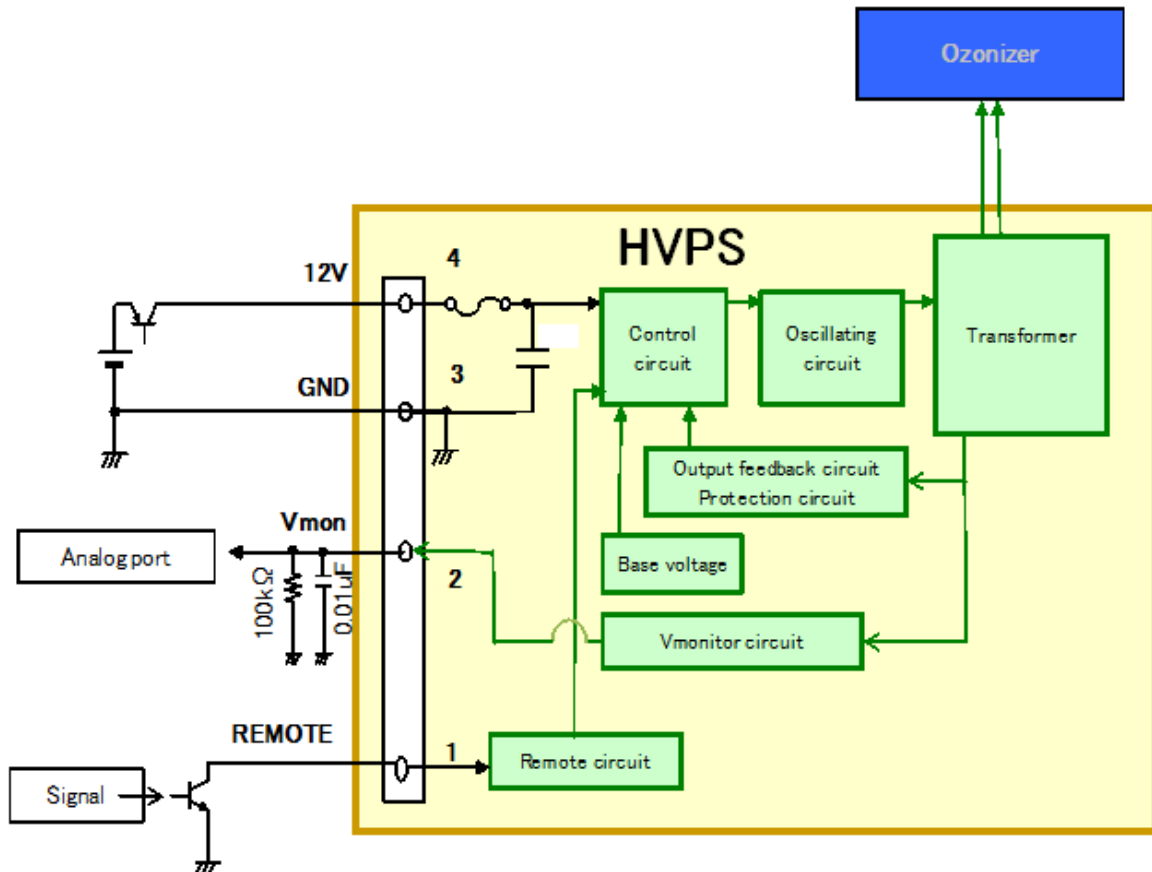 Ozonizer
HVPS
12V
4
Control
circuit
Oscillating
circuit
Transformer
GND
3
Output feedback circuit
Protection circuit
Vmon
Analog port
2
Base voltage
100kΩ
0.01uF
Vmonitor circuit
REMOTE
1
Remote circuit
Signal